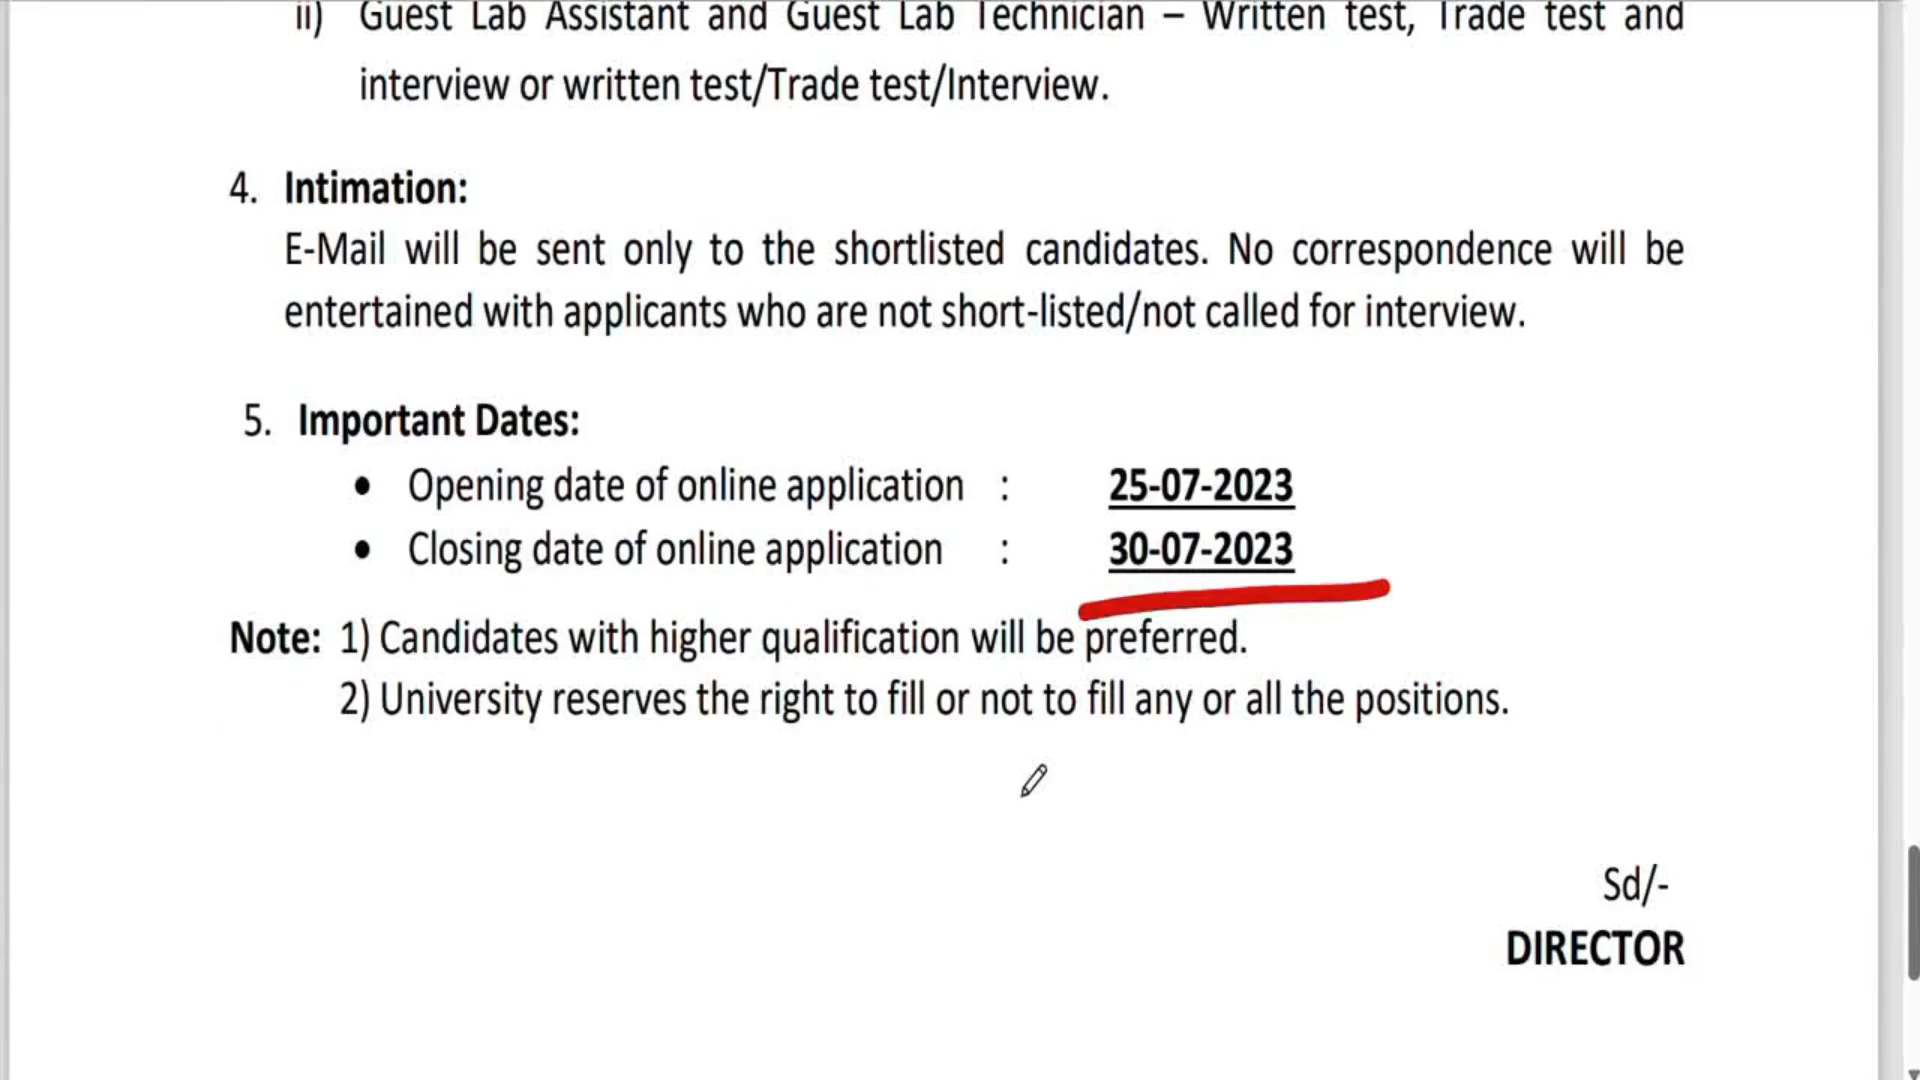 ii) Guest Lab Assistant and Guest Lab Technician – Written test, Trade test and
interview or written test/Trade test/Interview.
4. Intimation:
E-Mail will be sent only to the shortlisted candidates. No correspondence will be
entertained with applicants who are not short-listed/not called for interview.
5. Important Dates:
• Opening date of online application : 25-07-2023
• Closing date of online application : 30-07-2023
Note: 1) Candidates with higher qualification will be preferred.
2) University reserves the right to fill or not to fill any or all the positions.
Sd/-
DIRECTOR